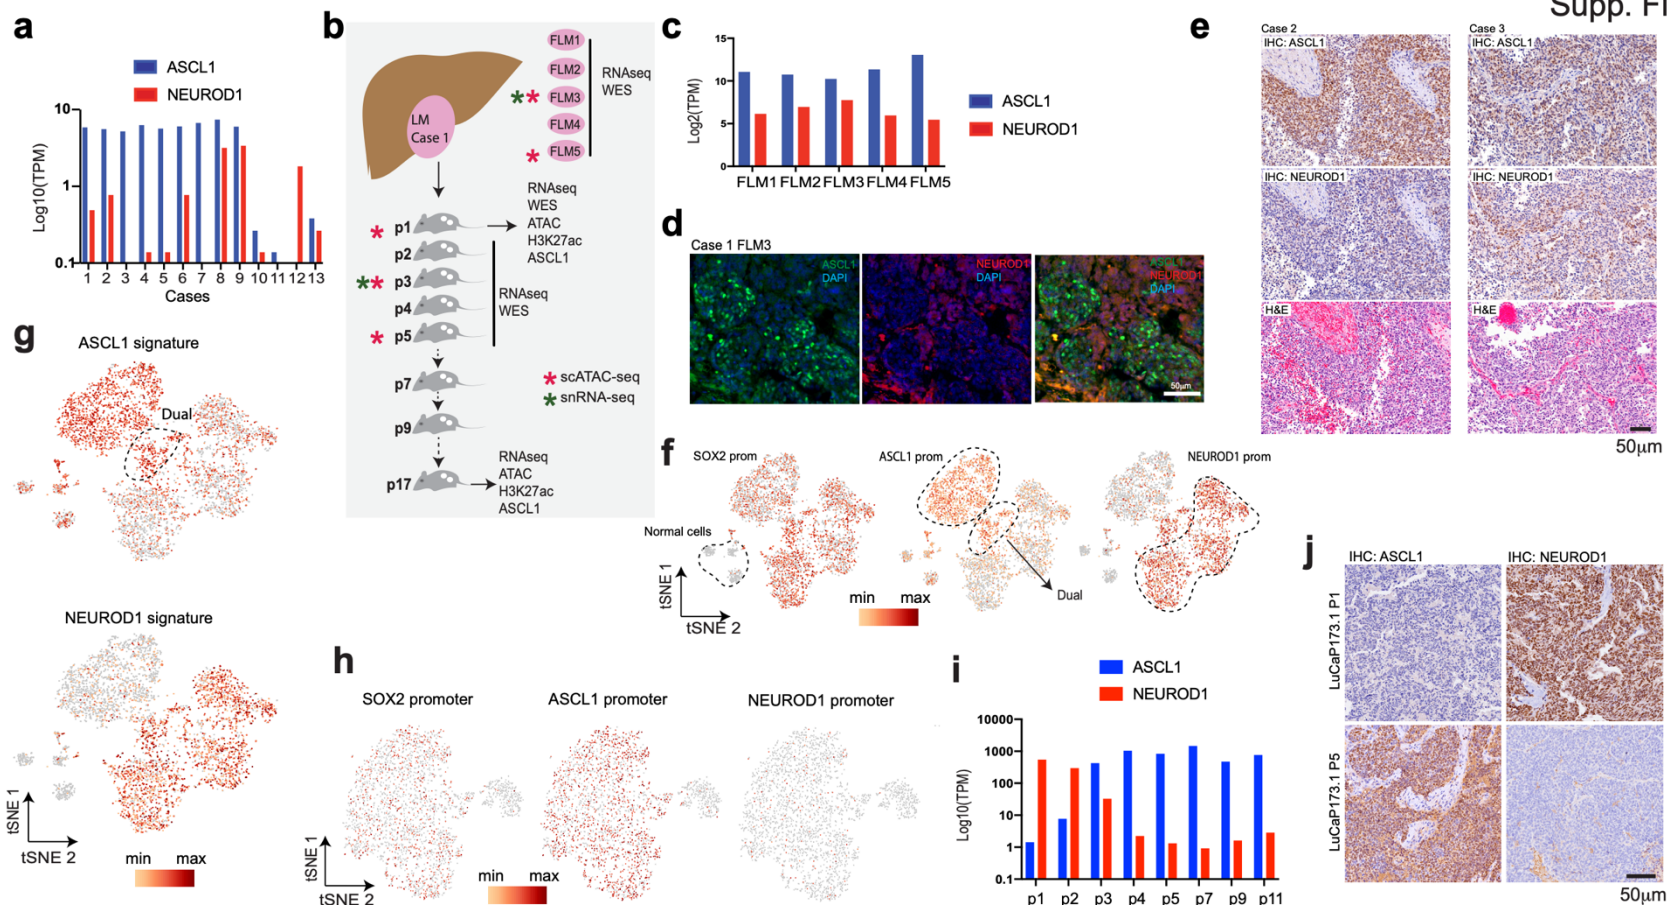 Supp. FI
a
ASCL1
NEUROD1
Log10(TPM)
10
1
0.1
1 2 3 4 5 6 7 8 9 10 11 12 13
Cases
b
LM
Case 1
FLM1
FLM2
FLM3
FLM4
FLM5
* *
*
RNAseq
WES
p1
p2
p3
p4
p5
p7
p9
p17
*
* *
*
RNAseq
WES
ATAC
H3K27ac
ASCL1
RNAseq
WES
* scATAC-seq
* snRNA-seq
RNAseq
ATAC
H3K27ac
ASCL1
c
Log2(TPM)
15
10
5
0
FLM1 FLM2 FLM3 FLM4 FLM5
ASCL1
NEUROD1
d
Case 1 FLM3
ASCL1
DAPI
NEUROD1
DAPI
ASCL1
NEUROD1
DAPI
50μm
e
Case 2
IHC: ASCL1
IHC: NEUROD1
H&E
Case 3
IHC: ASCL1
IHC: NEUROD1
H&E
50μm
f
SOX2 prom
ASCL1 prom
NEUROD1 prom
Normal cells
Dual
tSNE 1
tSNE 2
min max
g
ASCL1 signature
Dual
NEUROD1 signature
tSNE 1
tSNE 2
min max
h
SOX2 promoter
ASCL1 promoter
NEUROD1 promoter
tSNE 1
tSNE 2
min max
i
ASCL1
NEUROD1
Log10(TPM)
10000
1000
100
10
1
0.1
p1 p2 p3 p4 p5 p7 p9 p11
j
IHC: ASCL1
IHC: NEUROD1
LuCaP173.1 P1
LuCaP173.1 P5
50μm